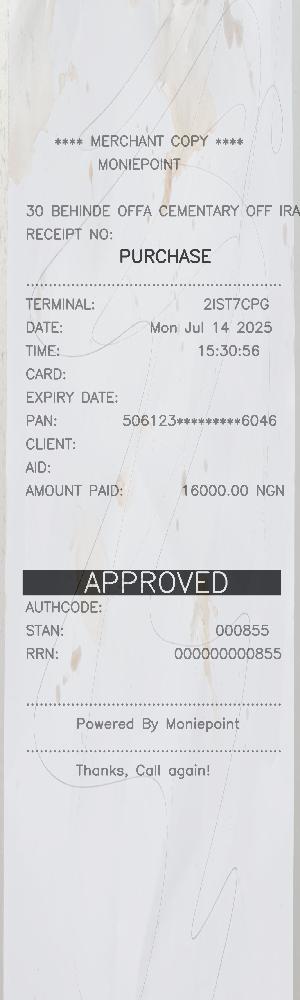 **** MERCHANT COPY ****
MONIEPOINT
30 BEHINDE OFFA CEMENTARY OFF IRA
RECEIPT NO:
PURCHASE
TERMINAL: 2IST7CPG
DATE: Mon Jul 14 2025
TIME: 15:30:56
CARD:
EXPIRY DATE:
PAN: 506123*********6046
CLIENT:
AID:
AMOUNT PAID: 16000.00 NGN
APPROVED
AUTHCODE:
STAN: 000855
RRN: 000000000855
Powered By Moniepoint
Thanks, Call again!